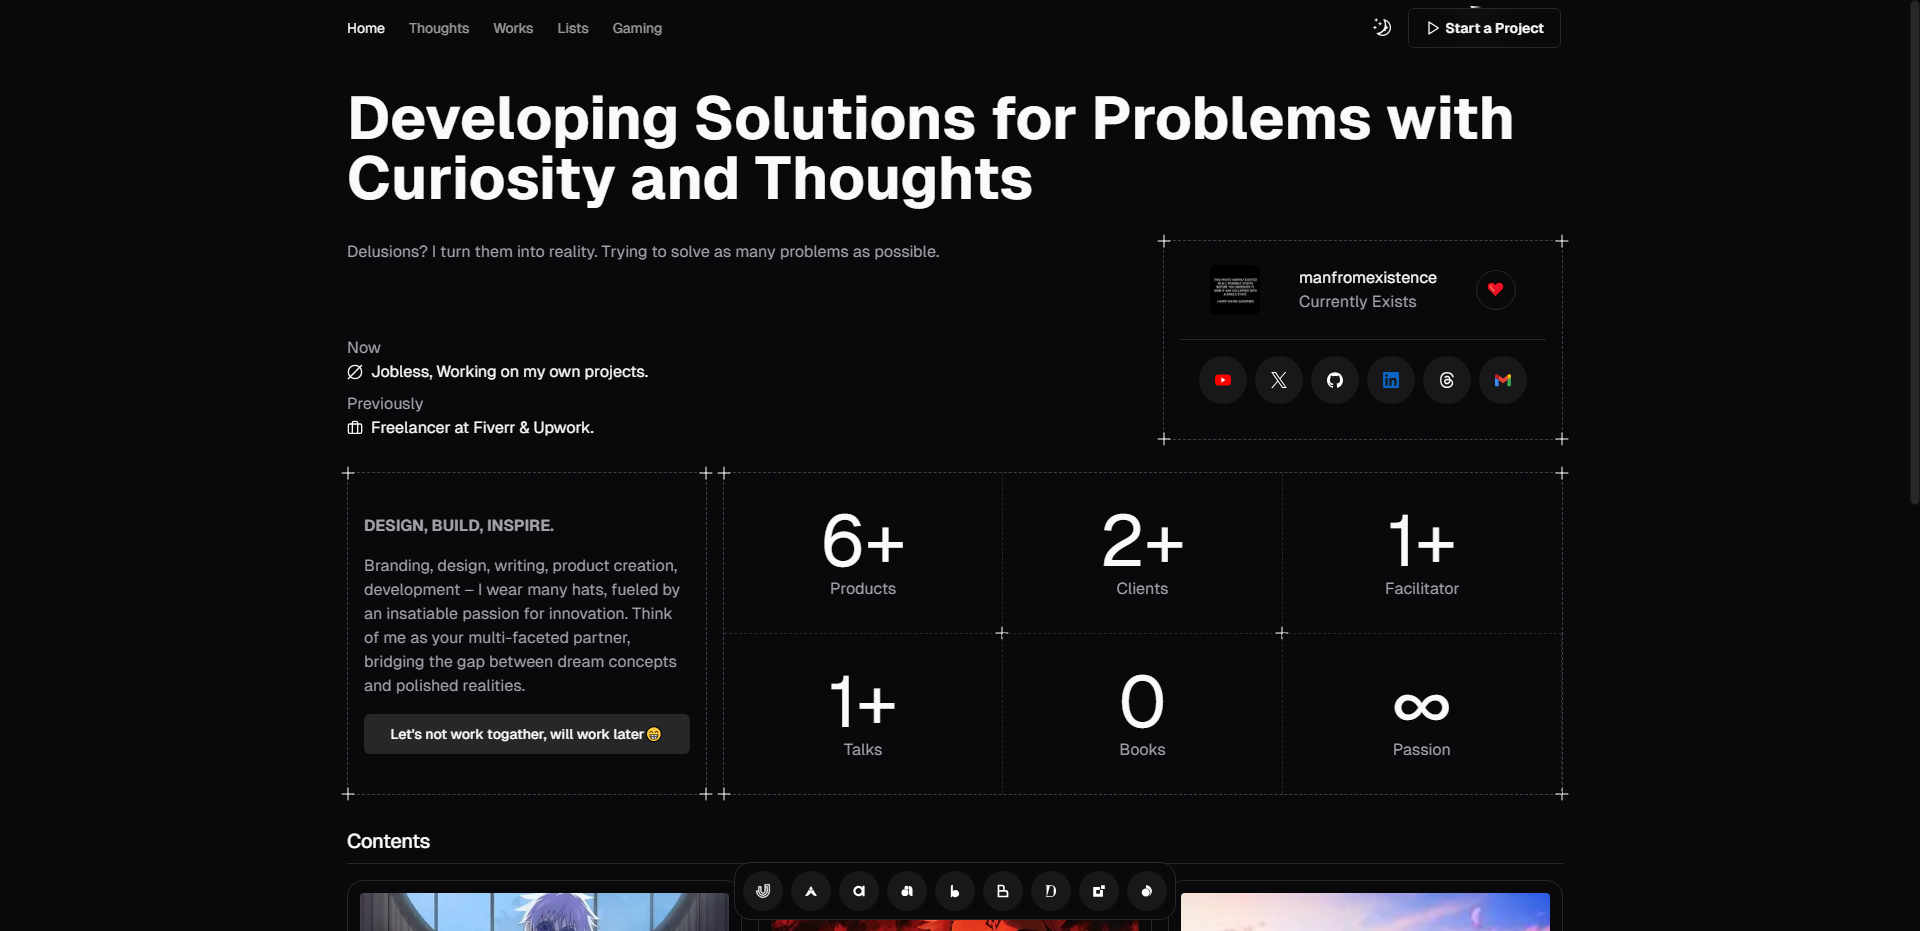 Home Thoughts Works Lists Gaming Start a Project
Developing Solutions for Problems with
Curiosity and Thoughts
Delusions? I turn them into reality. Trying to solve as many problems as possible.
manfromexistence
Currently Exists
Now
Jobless, Working on my own projects.
Previously
Freelancer at Fiverr & Upwork.
DESIGN, BUILD, INSPIRE.
Branding, design, writing, product creation,
development – I wear many hats, fueled by
an insatiable passion for innovation. Think
of me as your multi-faceted partner,
bridging the gap between dream concepts
and polished realities.
Let's not work togather, will work later😁
6+
Products
2+
Clients
1+
Facilitator
1+
Talks
0
Books
∞
Passion
Contents